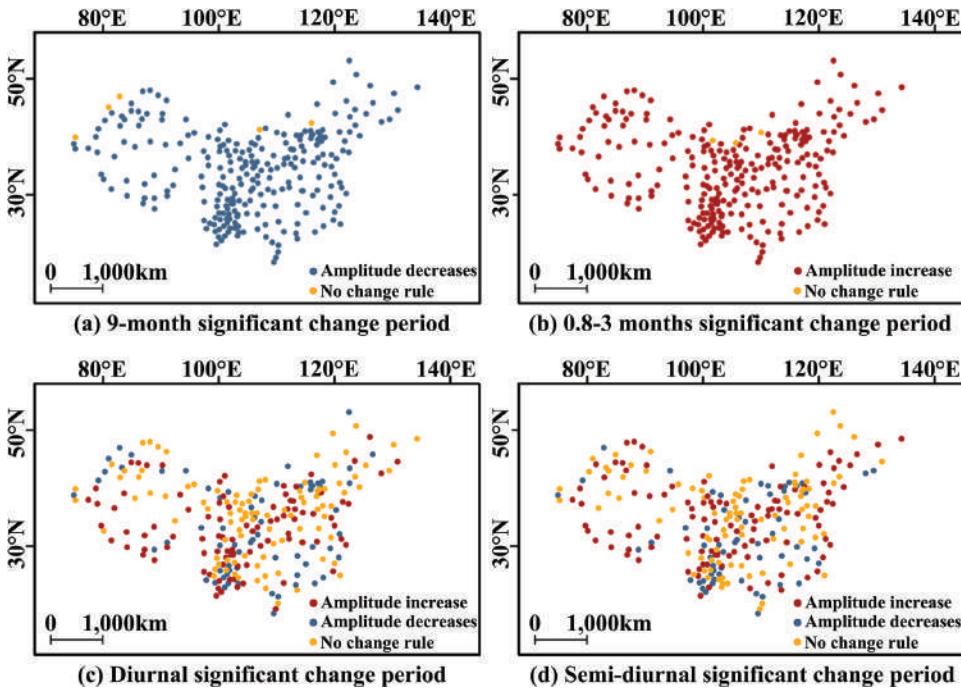 80°E 100°E 120°E 140°E
80°E 100°E 120°E 140°E
50°N
30°N
50°N
30°N
0 1,000km
Amplitude decreases
No change rule
0 1,000km
Amplitude increase
No change rule
(a) 9-month significant change period
(b) 0.8-3 months significant change period
80°E 100°E 120°E 140°E
80°E 100°E 120°E 140°E
50°N
30°N
50°N
30°N
0 1,000km
Amplitude increase
Amplitude decreases
No change rule
0 1,000km
Amplitude increase
Amplitude decreases
No change rule
(c) Diurnal significant change period
(d) Semi-diurnal significant change period